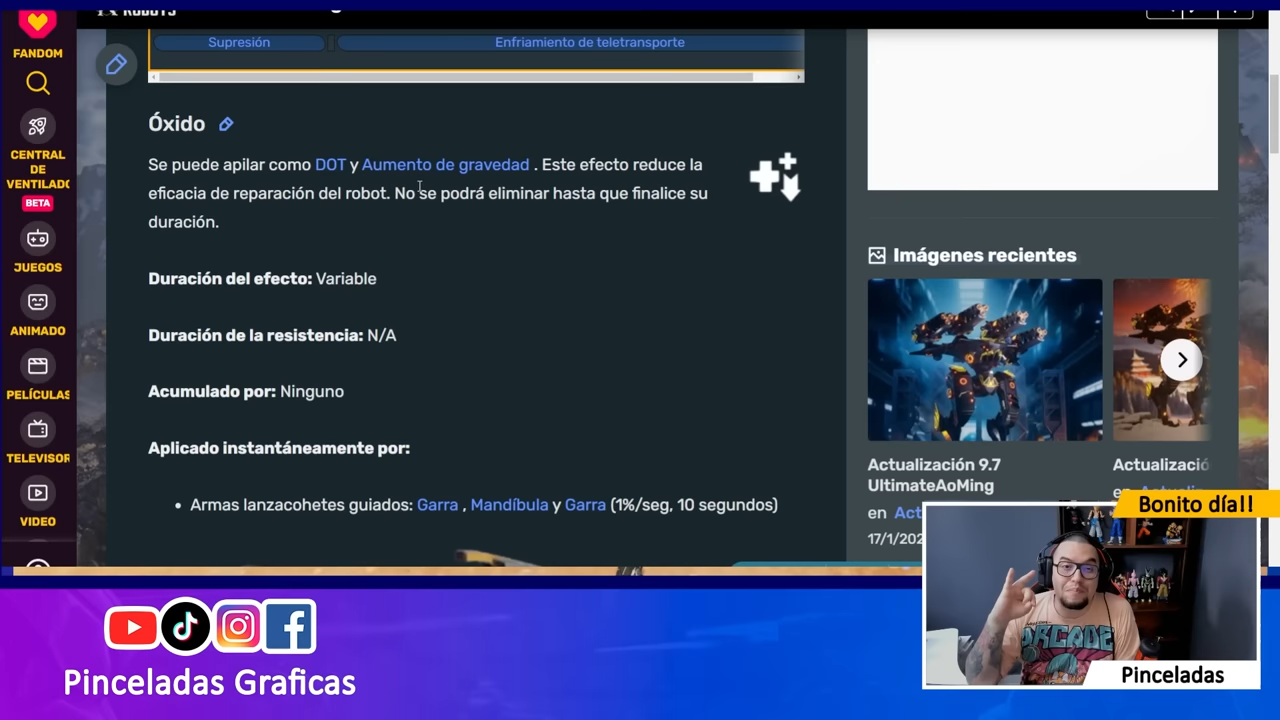 ROBOTS
FANDOM
CENTRAL
DE
VENTILADO
BETA
JUEGOS
ANIMADO
PELÍCULAS
TELEVISOR
VIDEO
Supresión
Enfriamiento de teletransporte
Óxido
Se puede apilar como DOT y Aumento de gravedad . Este efecto reduce la
eficacia de reparación del robot. No se podrá eliminar hasta que finalice su
duración.
Duración del efecto: Variable
Duración de la resistencia: N/A
Acumulado por: Ninguno
Aplicado instantáneamente por:
• Armas lanzacohetes guiados: Garra , Mandíbula y Garra (1%/seg, 10 segundos)
Imágenes recientes
Actualización 9.7
UltimateAoMing
en Act
17/1/202
Actualizació
en
Bonito día!!
ARCADE
Pinceladas
Pinceladas Graficas